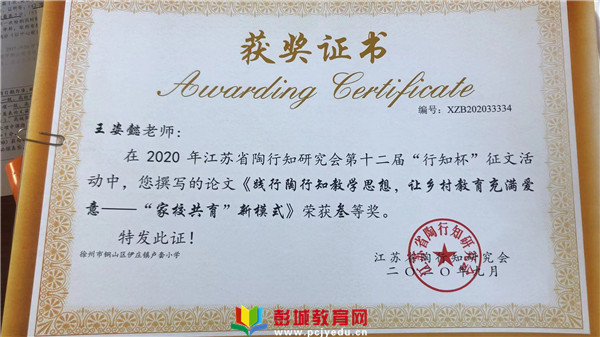 获奖证书
Awarding Certificate
编号：XZB202033334
王姿懿老师：
在 2020 年江苏省陶行知研究会第十二届“行知杯”征文活
动中，您撰写的论文《践行陶行知教学思想，让乡村教育充满爱
意——“家校共育”新模式》荣获叁等奖。
特发此证！
徐州市铜山区伊庄镇卢套小学
江苏省陶行知研究会
二〇二〇年九月
江苏省陶行知研究会
彭城教育网
www.pcjyedu.cn